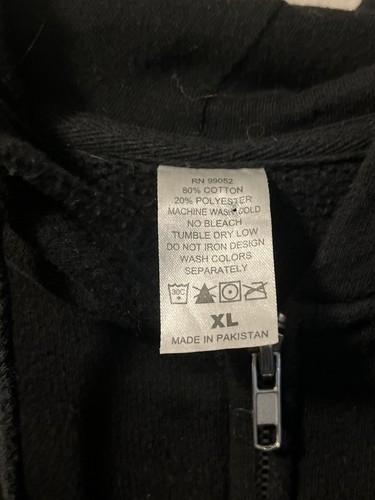 RN 99052
80% COTTON
20% POLYESTER
MACHINE WASH COLD
NO BLEACH
TUMBLE DRY LOW
DO NOT IRON DESIGN
WASH COLORS
SEPARATELY
30C
XL
MADE IN PAKISTAN